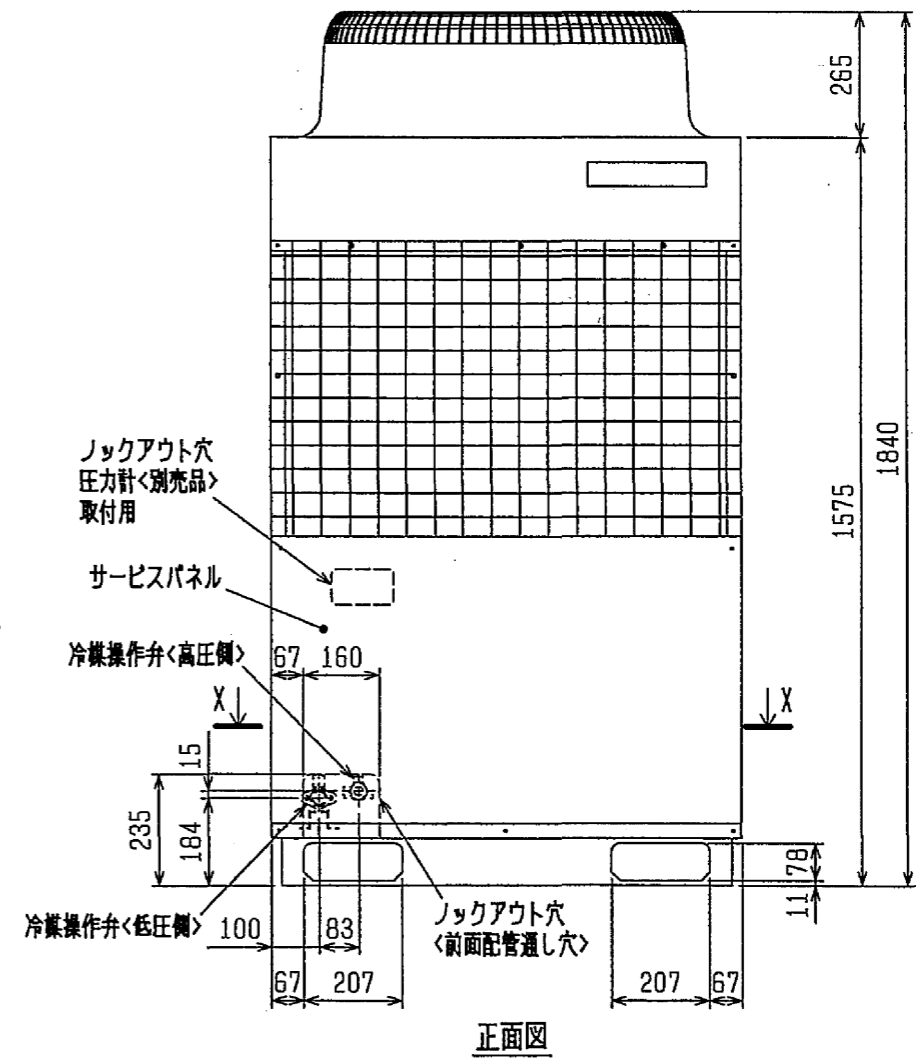 265
1840
1575
ノックアウト穴
圧力計<別売品>
取付用
サービスパネル
冷媒操作弁<高圧側>
67 160
X X
15
235
184
78
11
冷媒操作弁<低圧側>
100 83
ノックアウト穴
<前面配管通し穴>
67 207 207 67
正面図